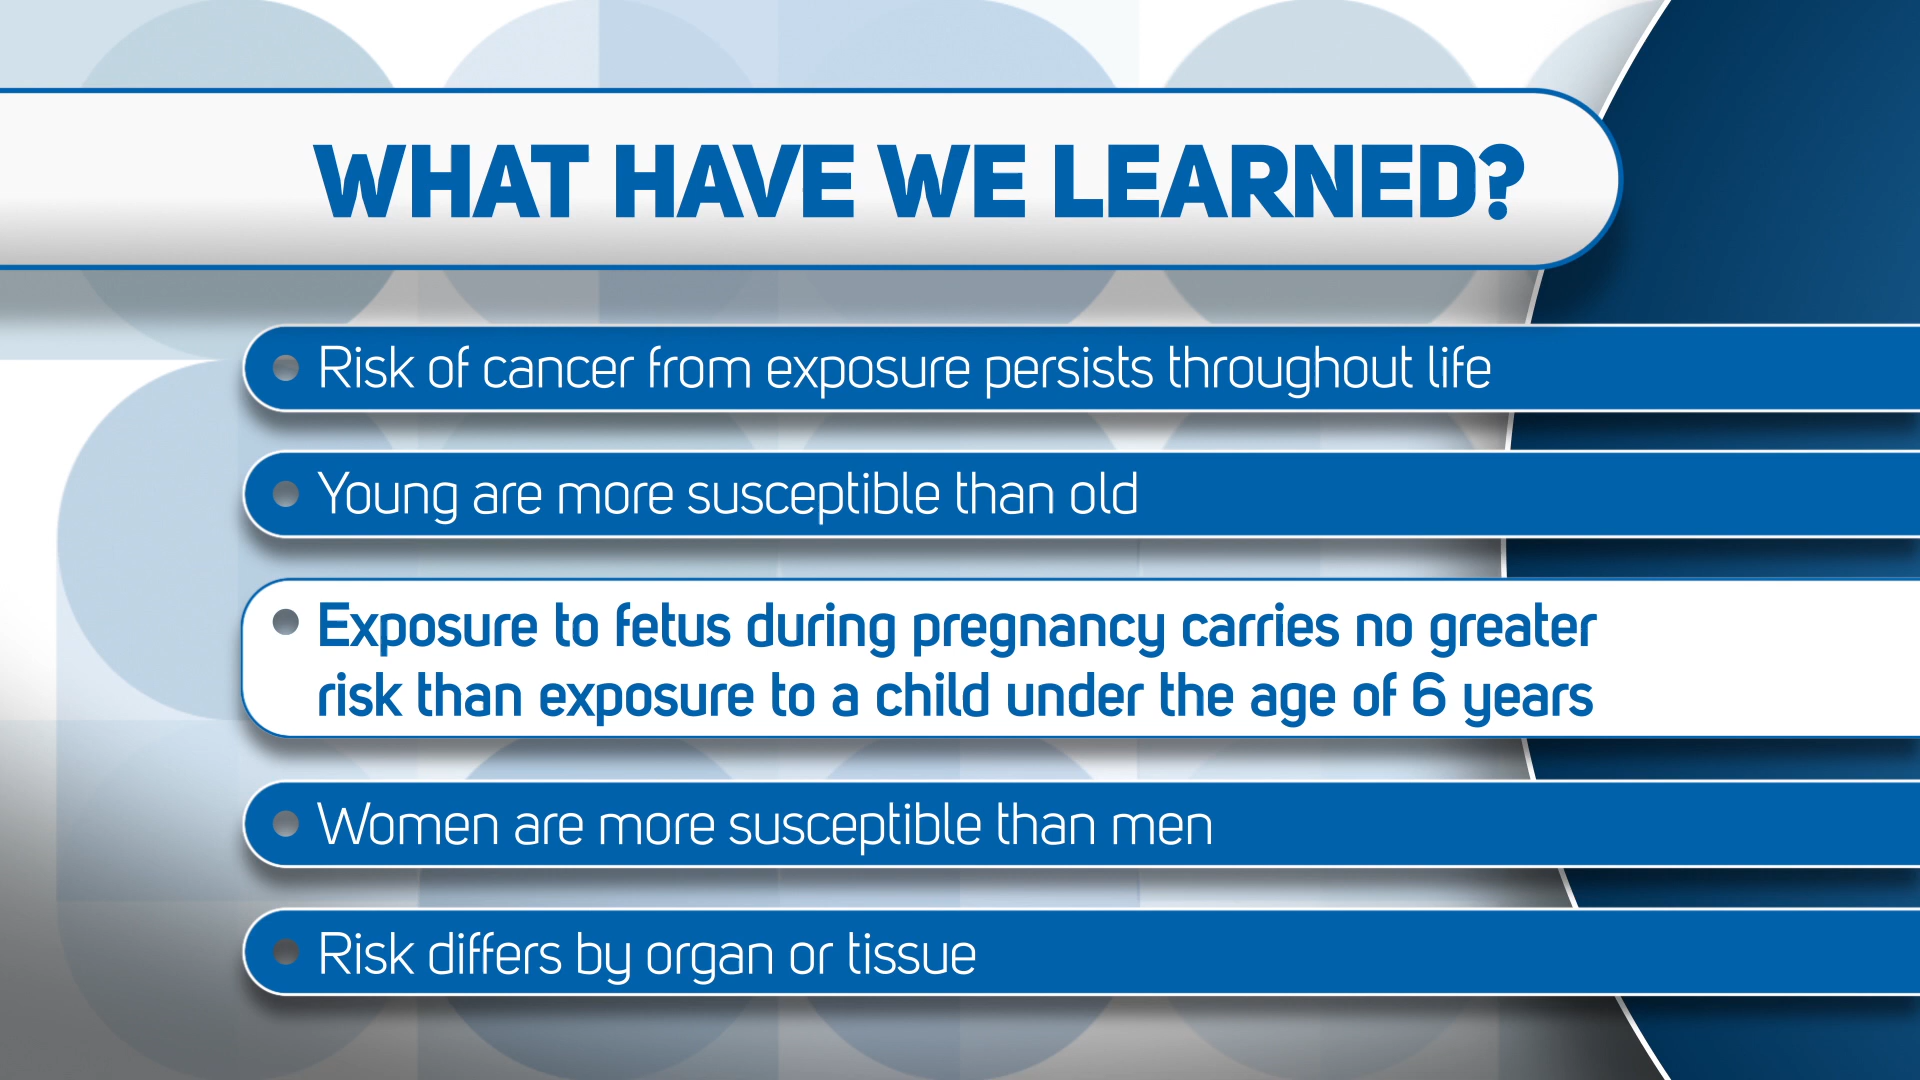 WHAT HAVE WE LEARNED?
Risk of cancer from exposure persists throughout life
Young are more susceptible than old
Exposure to fetus during pregnancy carries no greater
risk than exposure to a child under the age of 6 years
Women are more susceptible than men
Risk differs by organ or tissue